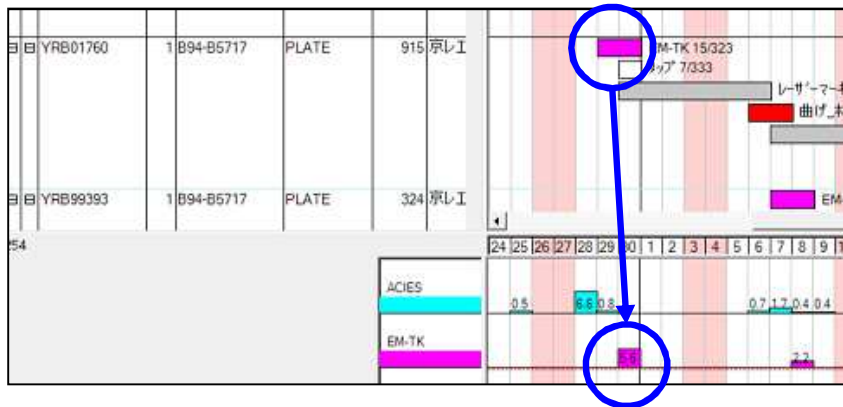 YRB01760 1 B94-B5717 PLATE 915 京レエ
EM-TK 15/323
タップ 7/333
レーザーマーキ
曲げ_ホ
YRB99393 1 B94-B5717 PLATE 324 京レエ
EM-
254
24 25 26 27 28 29 30 1 2 3 4 5 6 7 8 9 1
ACIES
0.5 6.6 0.8 0.7 1.7 0.4 0.4
EM-TK
5.6 2.2